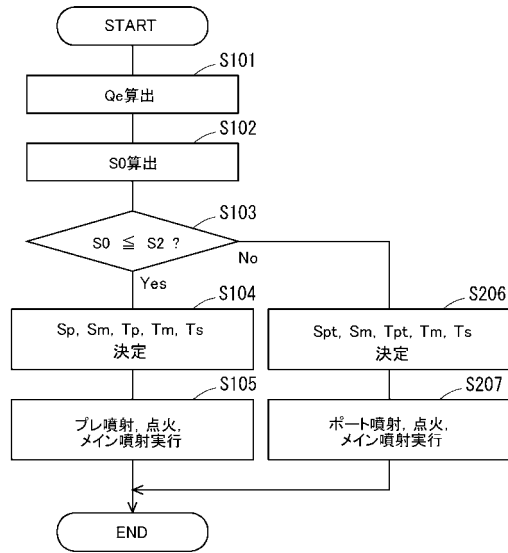 START
S101
Qe算出
S102
S0算出
S103
S0 ≦ S2 ?
No
Yes
S104
Sp, Sm, Tp, Tm, Ts
決定
S206
Spt, Sm, Tpt, Tm, Ts
決定
S105
プレ噴射, 点火,
メイン噴射実行
S207
ポート噴射, 点火,
メイン噴射実行
END